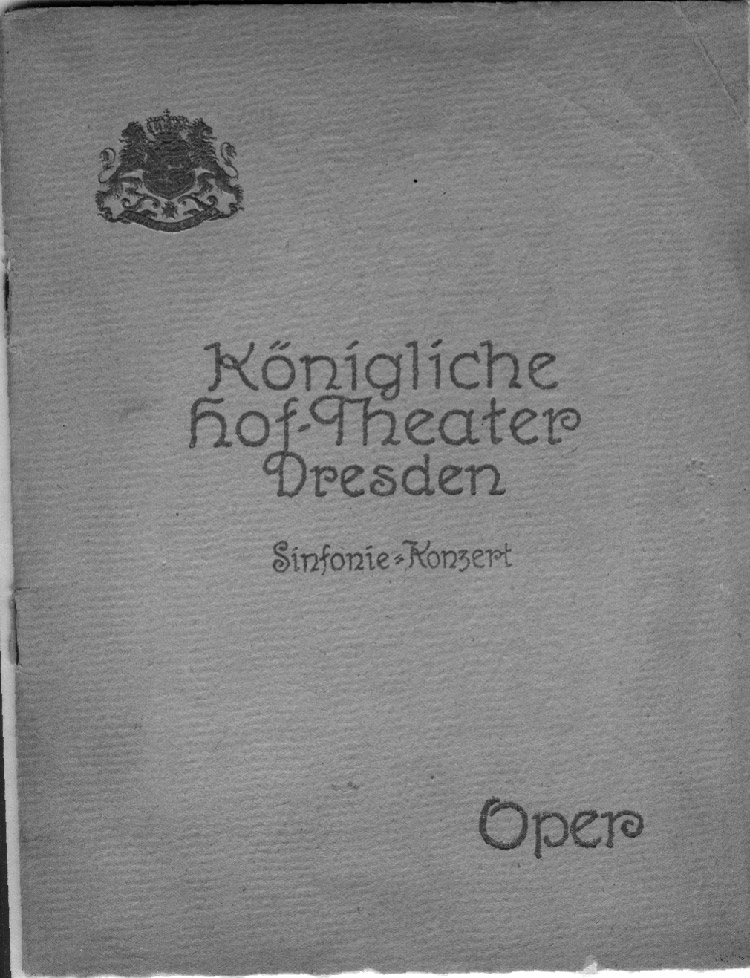 Königliche
Hof-Theater
Dresden
Sinfonie-Konzert
Oper